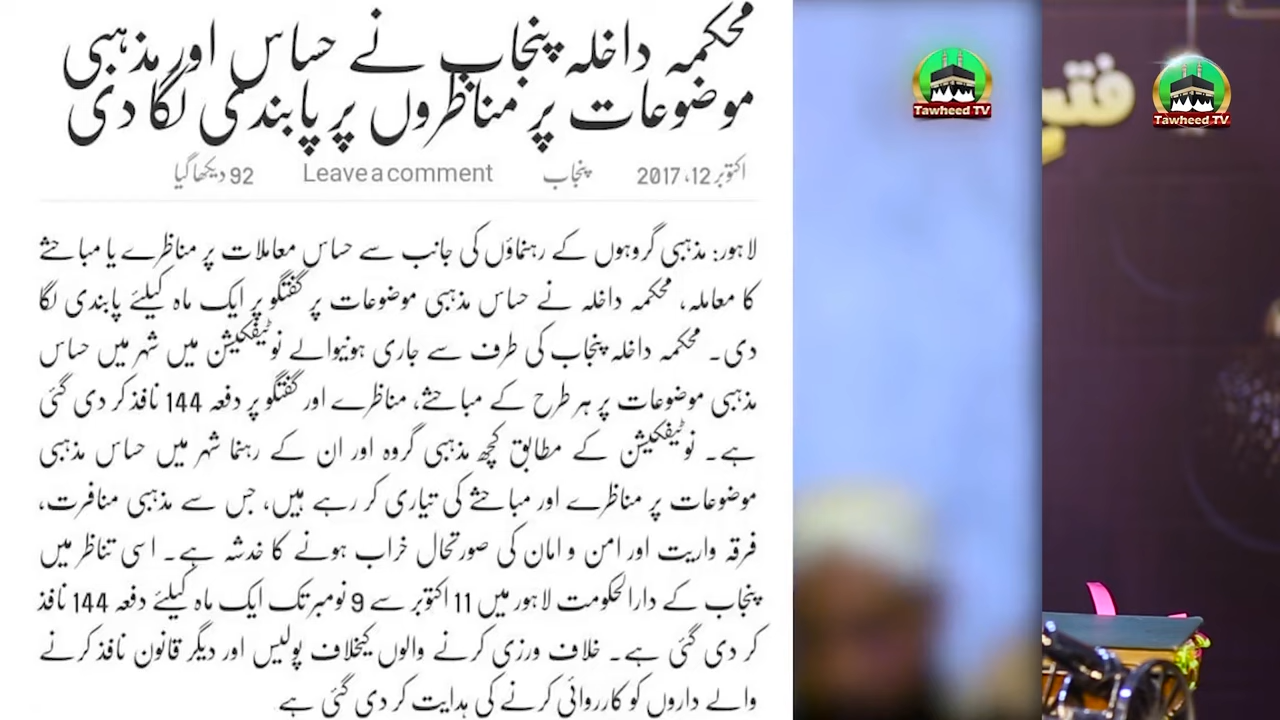 محکمہ داخلہ پنجاب نے حساس اور مذہبی
موضوعات پر مناظروں پر پابندی لگا دی
اکتوبر 12، 2017 پنجاب Leave a comment 92 دیکھا گیا
لاہور: مذہبی گروہوں کے رہنماؤں کی جانب سے حساس معاملات پر مناظرے یا مباحثے
کا معاملہ، محکمہ داخلہ نے حساس مذہبی موضوعات پر گفتگو پر ایک ماہ کیلئے پابندی لگا
دی۔ محکمہ داخلہ پنجاب کی طرف سے جاری ہونیوالے نوٹیفکیشن میں شہر میں حساس
مذہبی موضوعات پر ہر طرح کے مباحثے، مناظرے اور گفتگو پر دفعہ 144 نافذ کر دی گئی
ہے۔ نوٹیفکیشن کے مطابق کچھ مذہبی گروہ اور ان کے رہنما شہر میں حساس مذہبی
موضوعات پر مناظرے اور مباحثے کی تیاری کر رہے ہیں، جس سے مذہبی منافرت،
فرقہ واریت اور امن و امان کی صورتحال خراب ہونے کا خدشہ ہے۔ اسی تناظر میں
پنجاب کے دارالحکومت لاہور میں 11 اکتوبر سے 9 نومبر تک ایک ماہ کیلئے دفعہ 144 نافذ
کر دی گئی ہے۔ خلاف ورزی کرنے والوں کیخلاف پولیس اور دیگر قانون نافذ کرنے
والے داروں کو کارروائی کرنے کی ہدایت کر دی گئی ہے
Tawheed TV
Tawheed TV